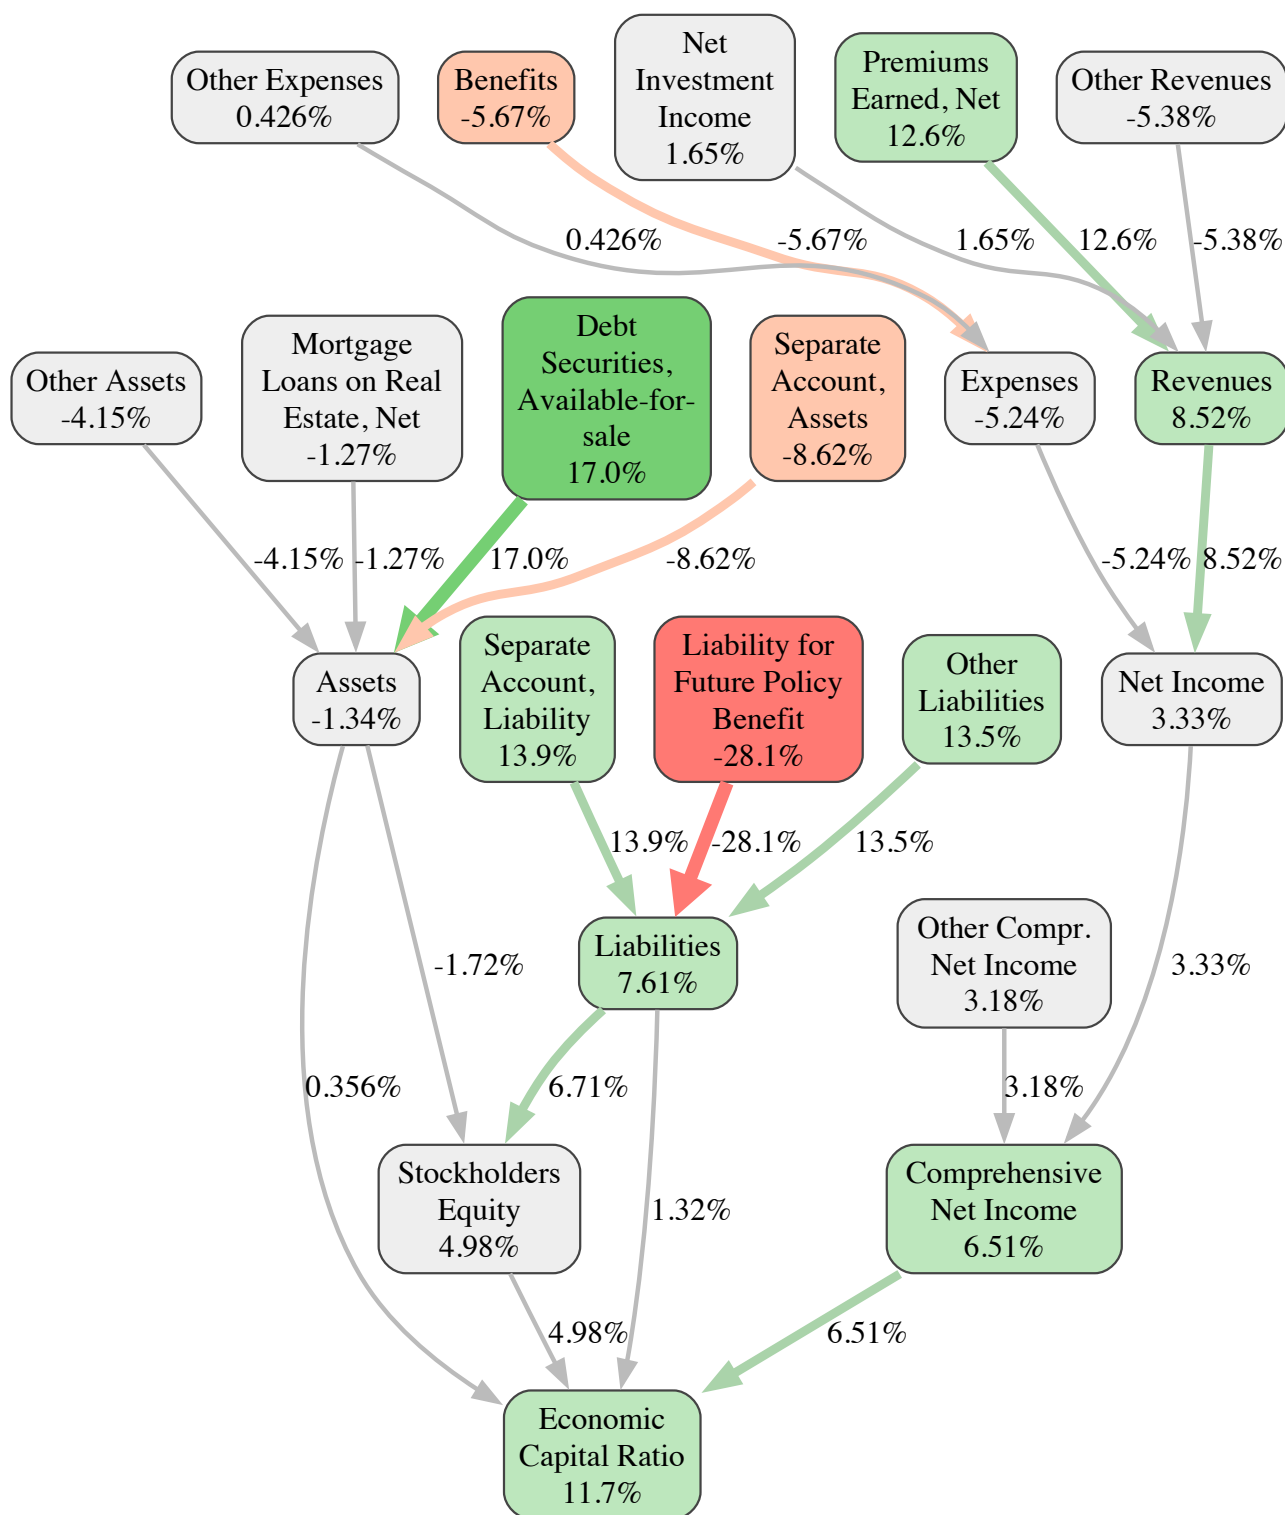 Other Expenses
0.426%
Benefits
-5.67%
Net
Investment
Income
1.65%
Premiums
Earned, Net
12.6%
Other Revenues
-5.38%
0.426%
-5.67%
1.65%
12.6%
-5.38%
Other Assets
-4.15%
Mortgage
Loans on Real
Estate, Net
-1.27%
Debt
Securities,
Available-for-
sale
17.0%
Separate
Account,
Assets
-8.62%
Expenses
-5.24%
Revenues
8.52%
-4.15%
-1.27%
17.0%
-8.62%
-5.24%
8.52%
Assets
-1.34%
Separate
Account,
Liability
13.9%
Liability for
Future Policy
Benefit
-28.1%
Other
Liabilities
13.5%
Net Income
3.33%
13.9%
-28.1%
13.5%
-1.72%
Liabilities
7.61%
Other Compr.
Net Income
3.18%
3.33%
0.356%
6.71%
3.18%
Stockholders
Equity
4.98%
1.32%
Comprehensive
Net Income
6.51%
4.98%
6.51%
Economic
Capital Ratio
11.7%